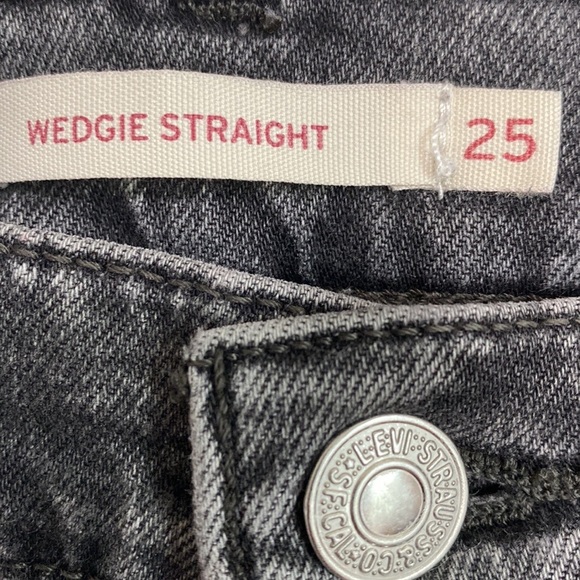 WEDGIE STRAIGHT 25
LEVI STRAUSS & CO S.F. CAL